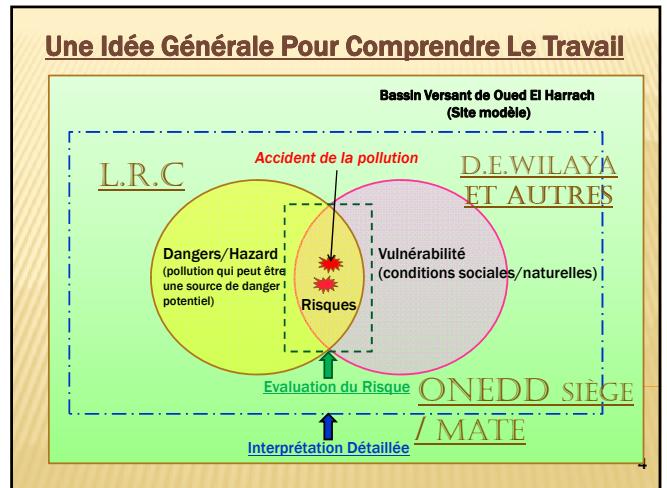 Une Idée Générale Pour Comprendre Le Travail
Bassin Versant de Oued El Harrach
(Site modèle)
Accident de la pollution
L.R.C
D.E.WILAYA
ET AUTRES
Dangers/Hazard
(pollution qui peut être
une source de danger
potentiel)
Vulnérabilité
(conditions sociales/naturelles)
Risques
Evaluation du Risque
ONEDD SIÈGE
/ MATE
Interprétation Détaillée
4